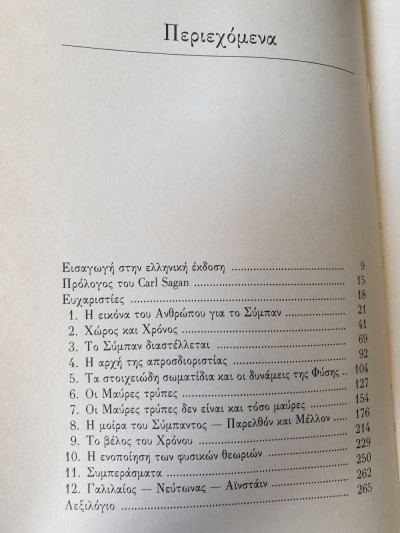 Περιεχόμενα
Εισαγωγή στην ελληνική έκδοση ........ 9
Πρόλογος του Carl Sagan ........ 15
Ευχαριστίες ........ 18
1. Η εικόνα του Ανθρώπου για το Σύμπαν ........ 21
2. Χώρος και Χρόνος ........ 41
3. Το Σύμπαν διαστέλλεται ........ 69
4. Η αρχή της απροσδιοριστίας ........ 92
5. Τα στοιχειώδη σωματίδια και οι δυνάμεις της Φύσης .. 104
6. Οι Μαύρες τρύπες ........ 127
7. Οι Μαύρες τρύπες δεν είναι και τόσο μαύρες ........ 154
8. Η μοίρα του Σύμπαντος — Παρελθόν και Μέλλον .... 176
9. Το βέλος του Χρόνου ........ 214
10. Η ενοποίηση των φυσικών θεωριών ........ 229
11. Συμπεράσματα ........ 250
12. Γαλιλαίος — Νεύτωνας — Αϊνστάιν ........ 262
Λεξιλόγιο ........ 265